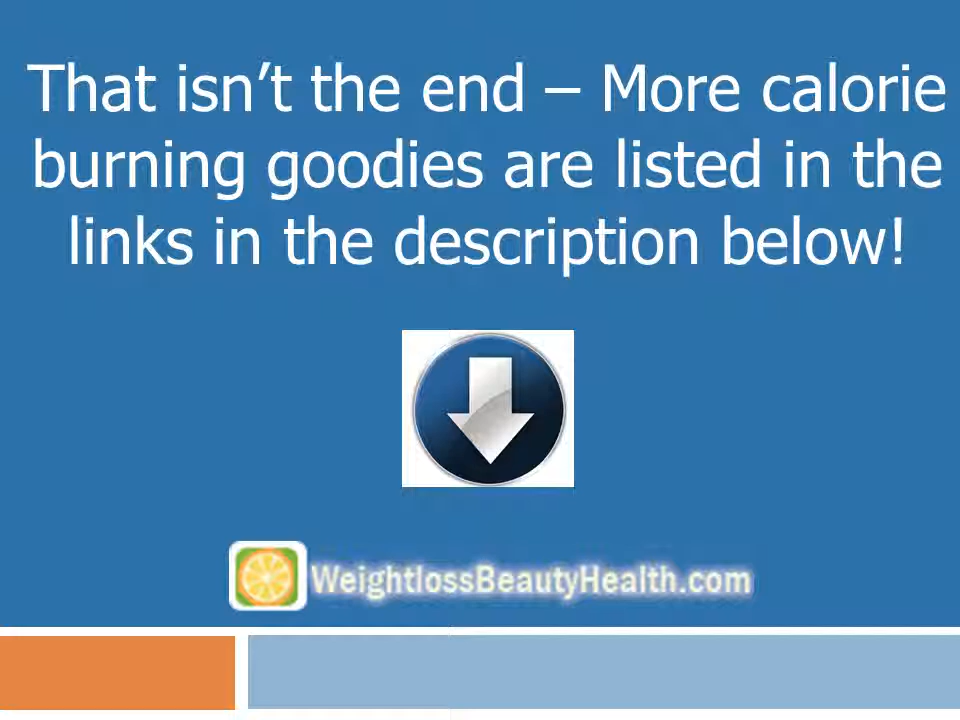 That isn’t the end – More calorie
burning goodies are listed in the
links in the description below!
WeightlossBeautyHealth.com